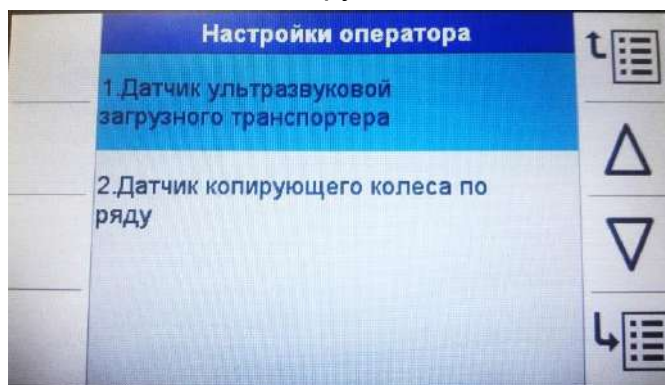 Настройки оператора
1.Датчик ультразвуковой
загрузного транспортера
2.Датчик копирующего колеса по
ряду